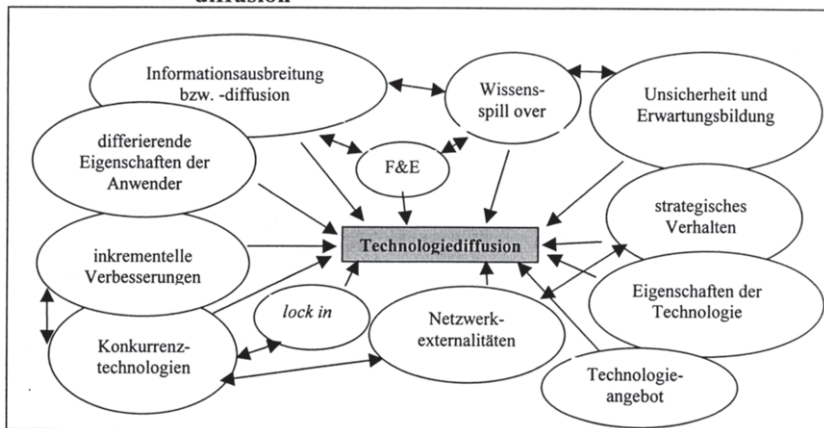 diffusion
Informationsausbreitung
bzw. -diffusion
Wissens-
spill over
Unsicherheit und
Erwartungsbildung
differierende
Eigenschaften der
Anwender
F&E
strategisches
Verhalten
Technologiediffusion
inkrementelle
Verbesserungen
Eigenschaften der
Technologie
lock in
Netzwerk-
externalitäten
Konkurrenz-
technologien
Technologie-
angebot